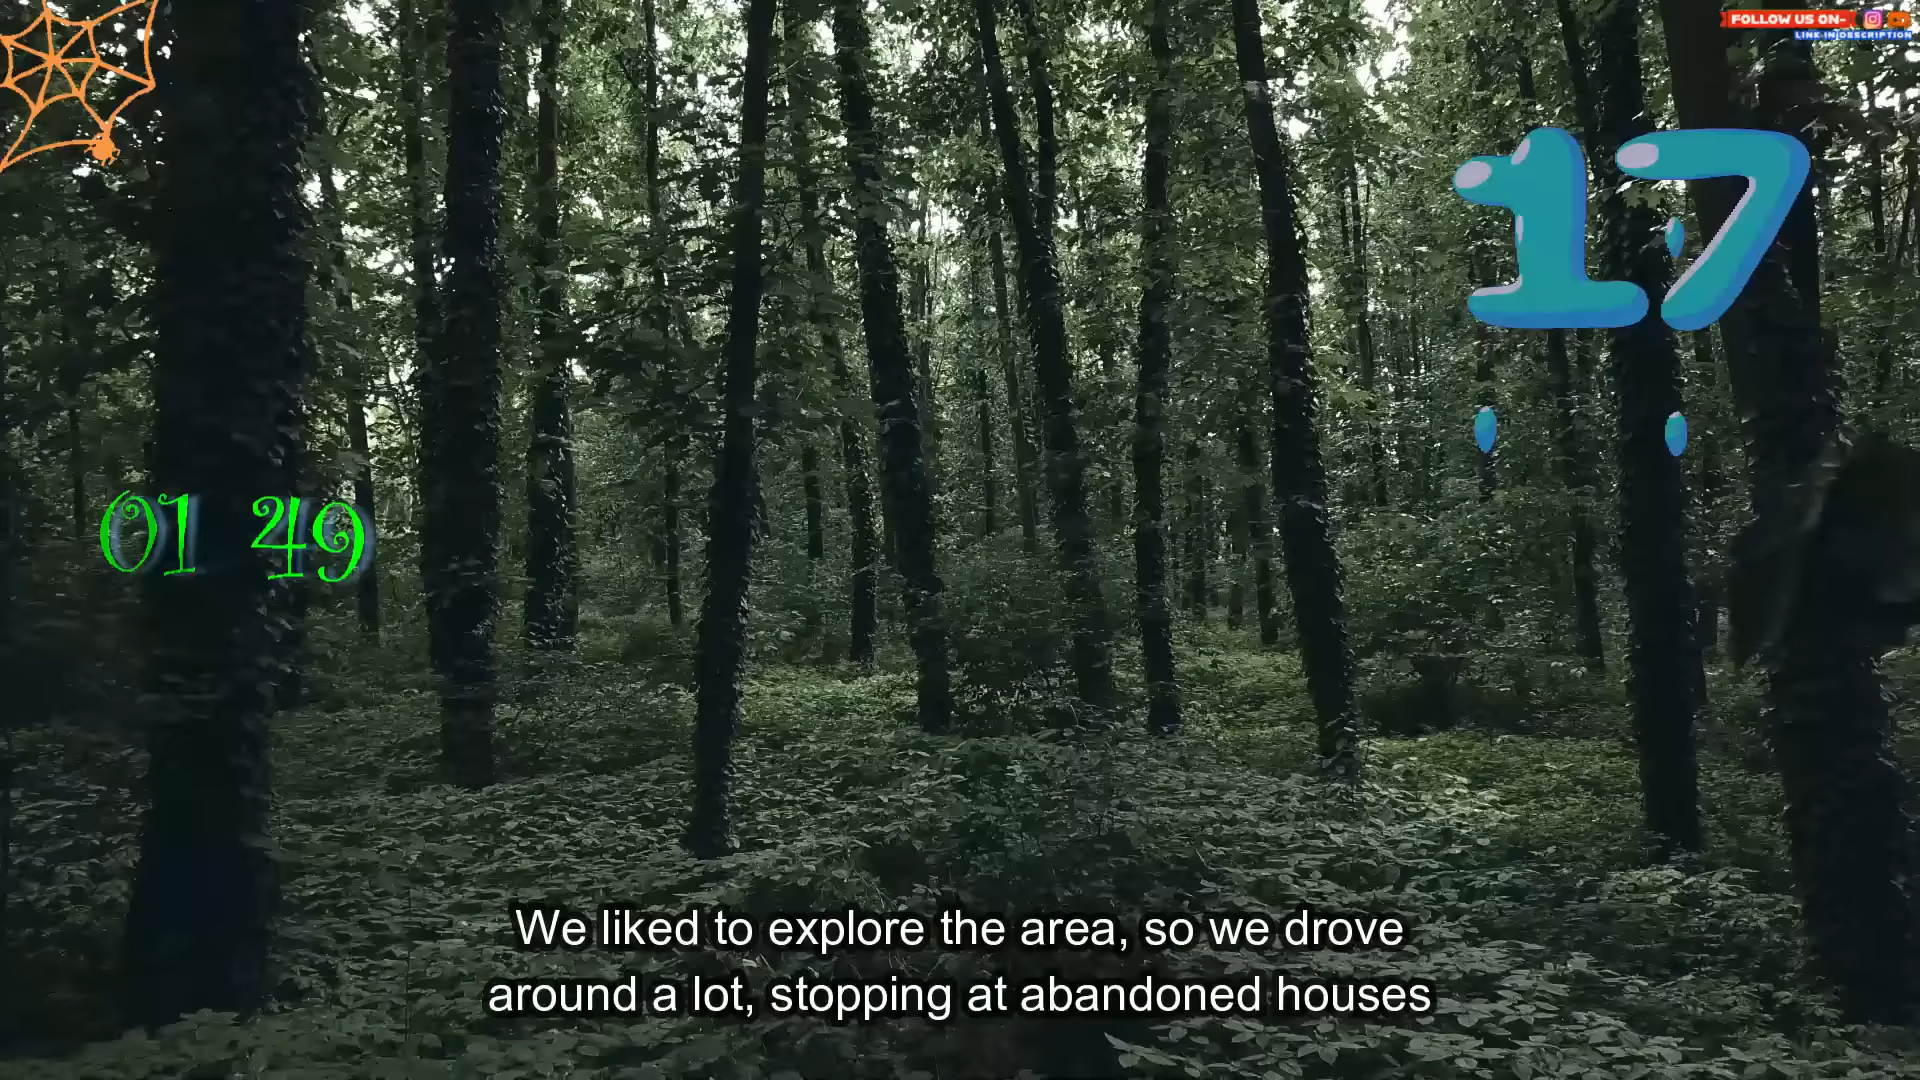 FOLLOW US ON-
LINK IN DESCRIPTION
17
01 49
We liked to explore the area, so we drove
around a lot, stopping at abandoned houses